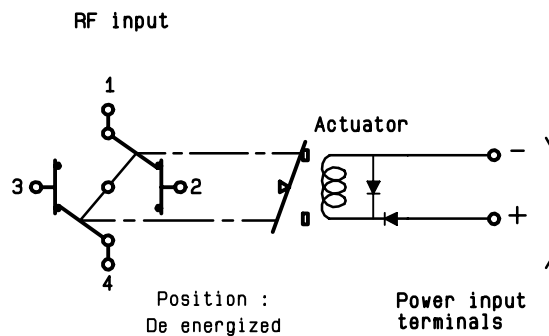 RF input
1
Actuator
-
3
2
+
4
Position :
De energized
Power input
terminals